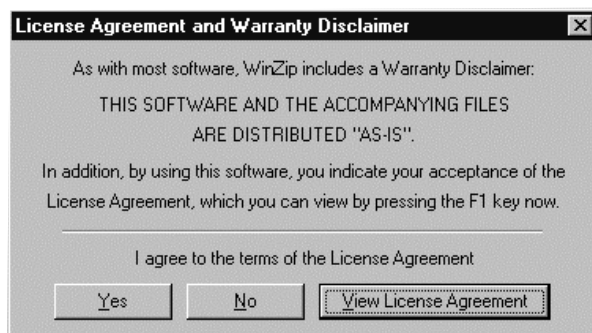 License Agreement and Warranty Disclaimer
As with most software, WinZip includes a Warranty Disclaimer:
THIS SOFTWARE AND THE ACCOMPANYING FILES
ARE DISTRIBUTED "AS-IS".
In addition, by using this software, you indicate your acceptance of the
License Agreement, which you can view by pressing the F1 key now.
I agree to the terms of the License Agreement
Yes No View License Agreement